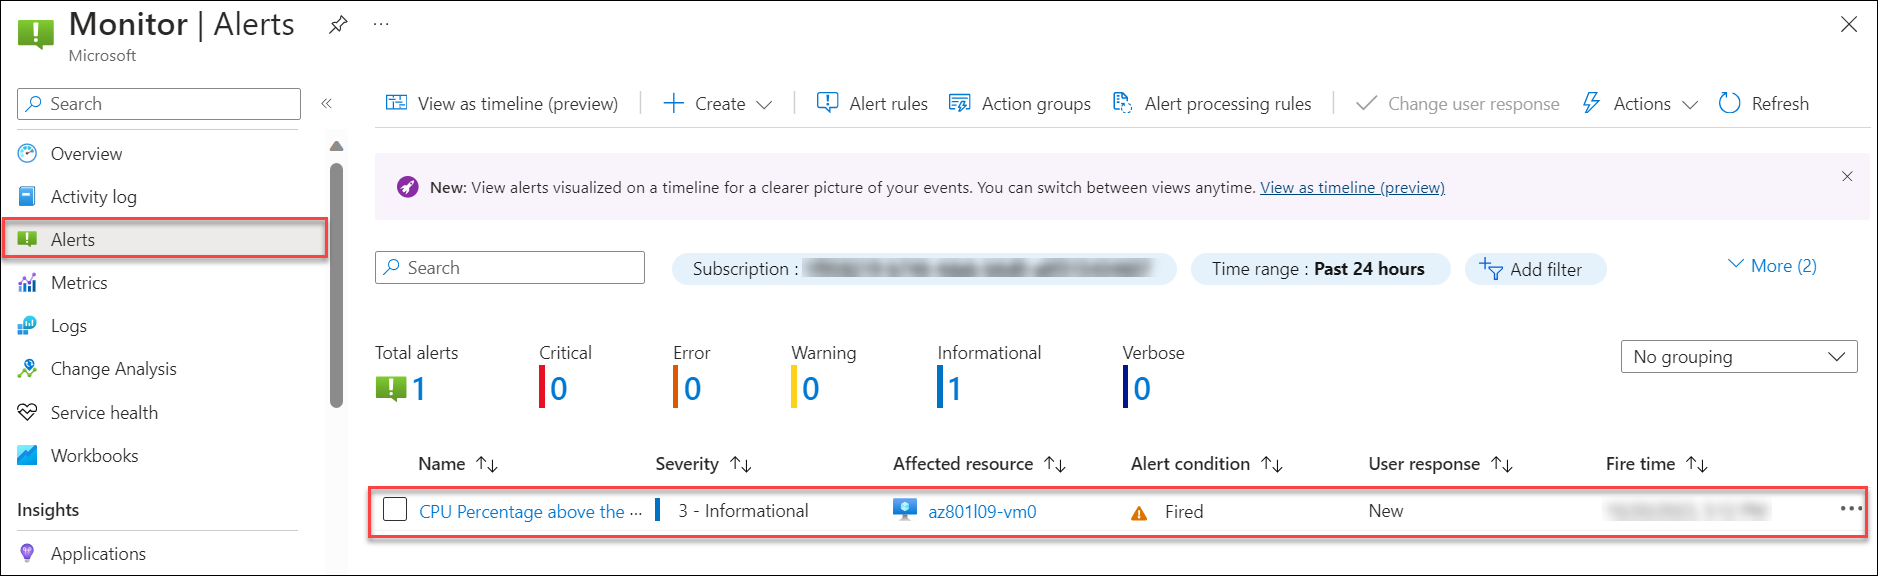 Monitor | Alerts ...
Microsoft
Search «
Overview
Activity log
Alerts
Metrics
Logs
Change Analysis
Service health
Workbooks
Insights
Applications
View as timeline (preview) Create Alert rules Action groups Alert processing rules Change user response Actions Refresh
New: View alerts visualized on a timeline for a clearer picture of your events. You can switch between views anytime. View as timeline (preview)
Search Subscription : Time range : Past 24 hours Add filter More (2)
Total alerts Critical Error Warning Informational Verbose
1 0 0 0 1 0
No grouping
Name Severity Affected resource Alert condition User response Fire time
CPU Percentage above the ... 3 - Informational az801l09-vm0 Fired New ...